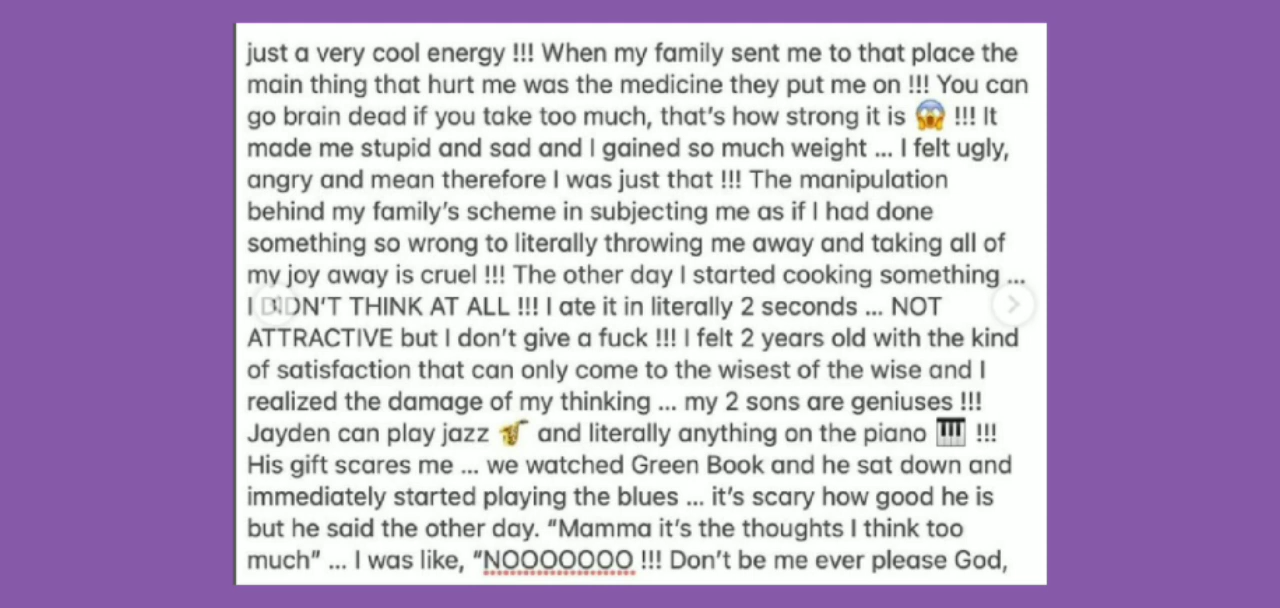 just a very cool energy !!! When my family sent me to that place the
main thing that hurt me was the medicine they put me on !!! You can
go brain dead if you take too much, that's how strong it is 😱 !!! It
made me stupid and sad and I gained so much weight ... I felt ugly,
angry and mean therefore I was just that !!! The manipulation
behind my family's scheme in subjecting me as if I had done
something so wrong to literally throwing me away and taking all of
my joy away is cruel !!! The other day I started cooking something ...
I DIDN'T THINK AT ALL !!! I ate it in literally 2 seconds ... NOT
ATTRACTIVE but I don't give a fuck !!! I felt 2 years old with the kind
of satisfaction that can only come to the wisest of the wise and I
realized the damage of my thinking ... my 2 sons are geniuses !!!
Jayden can play jazz 🎷 and literally anything on the piano 🎹 !!!
His gift scares me ... we watched Green Book and he sat down and
immediately started playing the blues ... it's scary how good he is
but he said the other day. "Mamma it's the thoughts I think too
much" ... I was like, "NOOOOOOO !!! Don't be me ever please God,